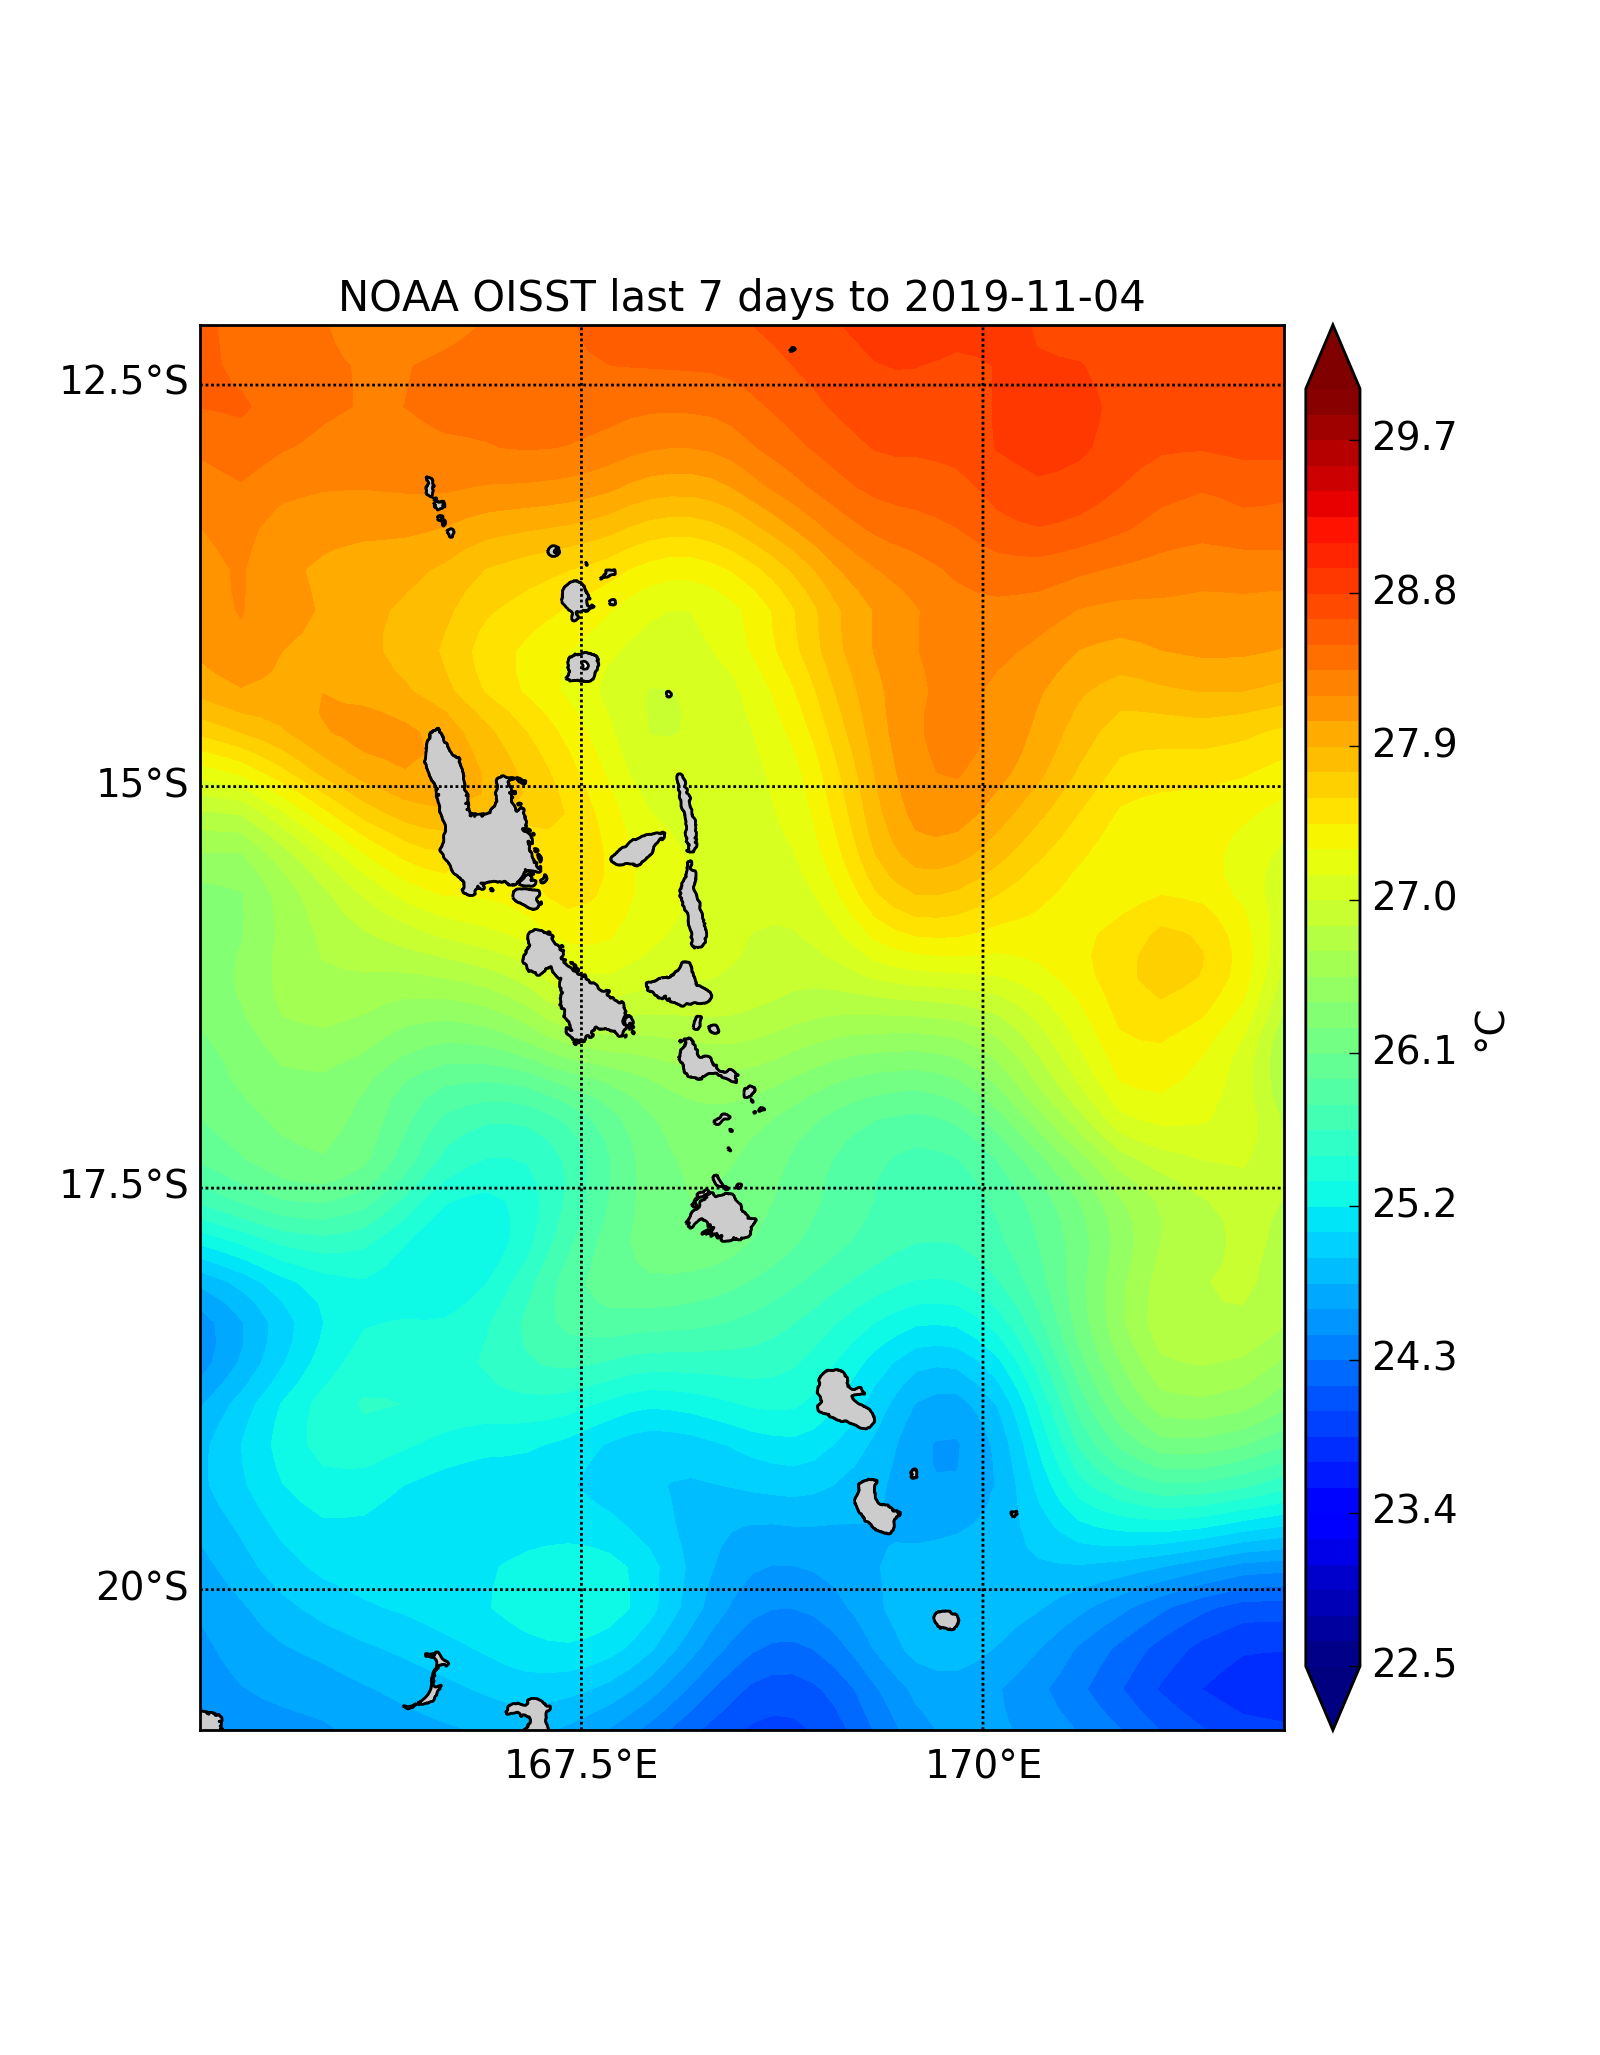 NOAA OISST last 7 days to 2019-11-04
12.5°S
15°S
17.5°S
20°S
167.5°E
170°E
29.7
28.8
27.9
27.0
26.1
25.2
24.3
23.4
22.5
°C